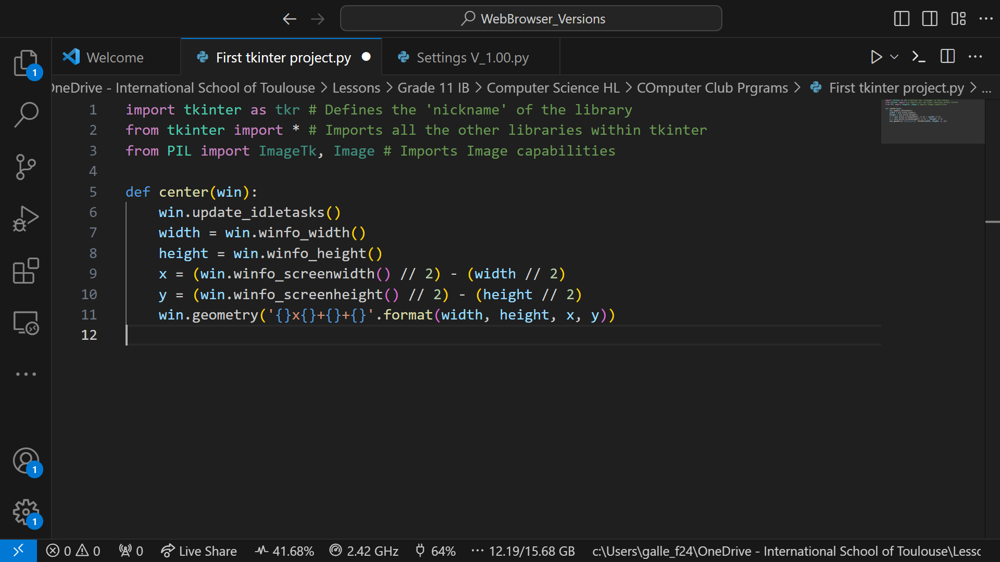 WebBrowser_Versions
Welcome
First tkinter project.py
Settings V_1.00.py
OneDrive - International School of Toulouse > Lessons > Grade 11 IB > Computer Science HL > COmputer Club Prgrams > First tkinter project.py > ...
1 import tkinter as tkr # Defines the 'nickname' of the library
2 from tkinter import * # Imports all the other libraries within tkinter
3 from PIL import ImageTk, Image # Imports Image capabilities
4
5 def center(win):
6     win.update_idletasks()
7     width = win.winfo_width()
8     height = win.winfo_height()
9     x = (win.winfo_screenwidth() // 2) - (width // 2)
10     y = (win.winfo_screenheight() // 2) - (height // 2)
11     win.geometry('{}x{}+{}+{}'.format(width, height, x, y))
12
1
1
1
0 0 0 Live Share 41.68% 2.42 GHz 64% 12.19/15.68 GB c:\Users\galle_f24\OneDrive - International School of Toulouse\Lessc